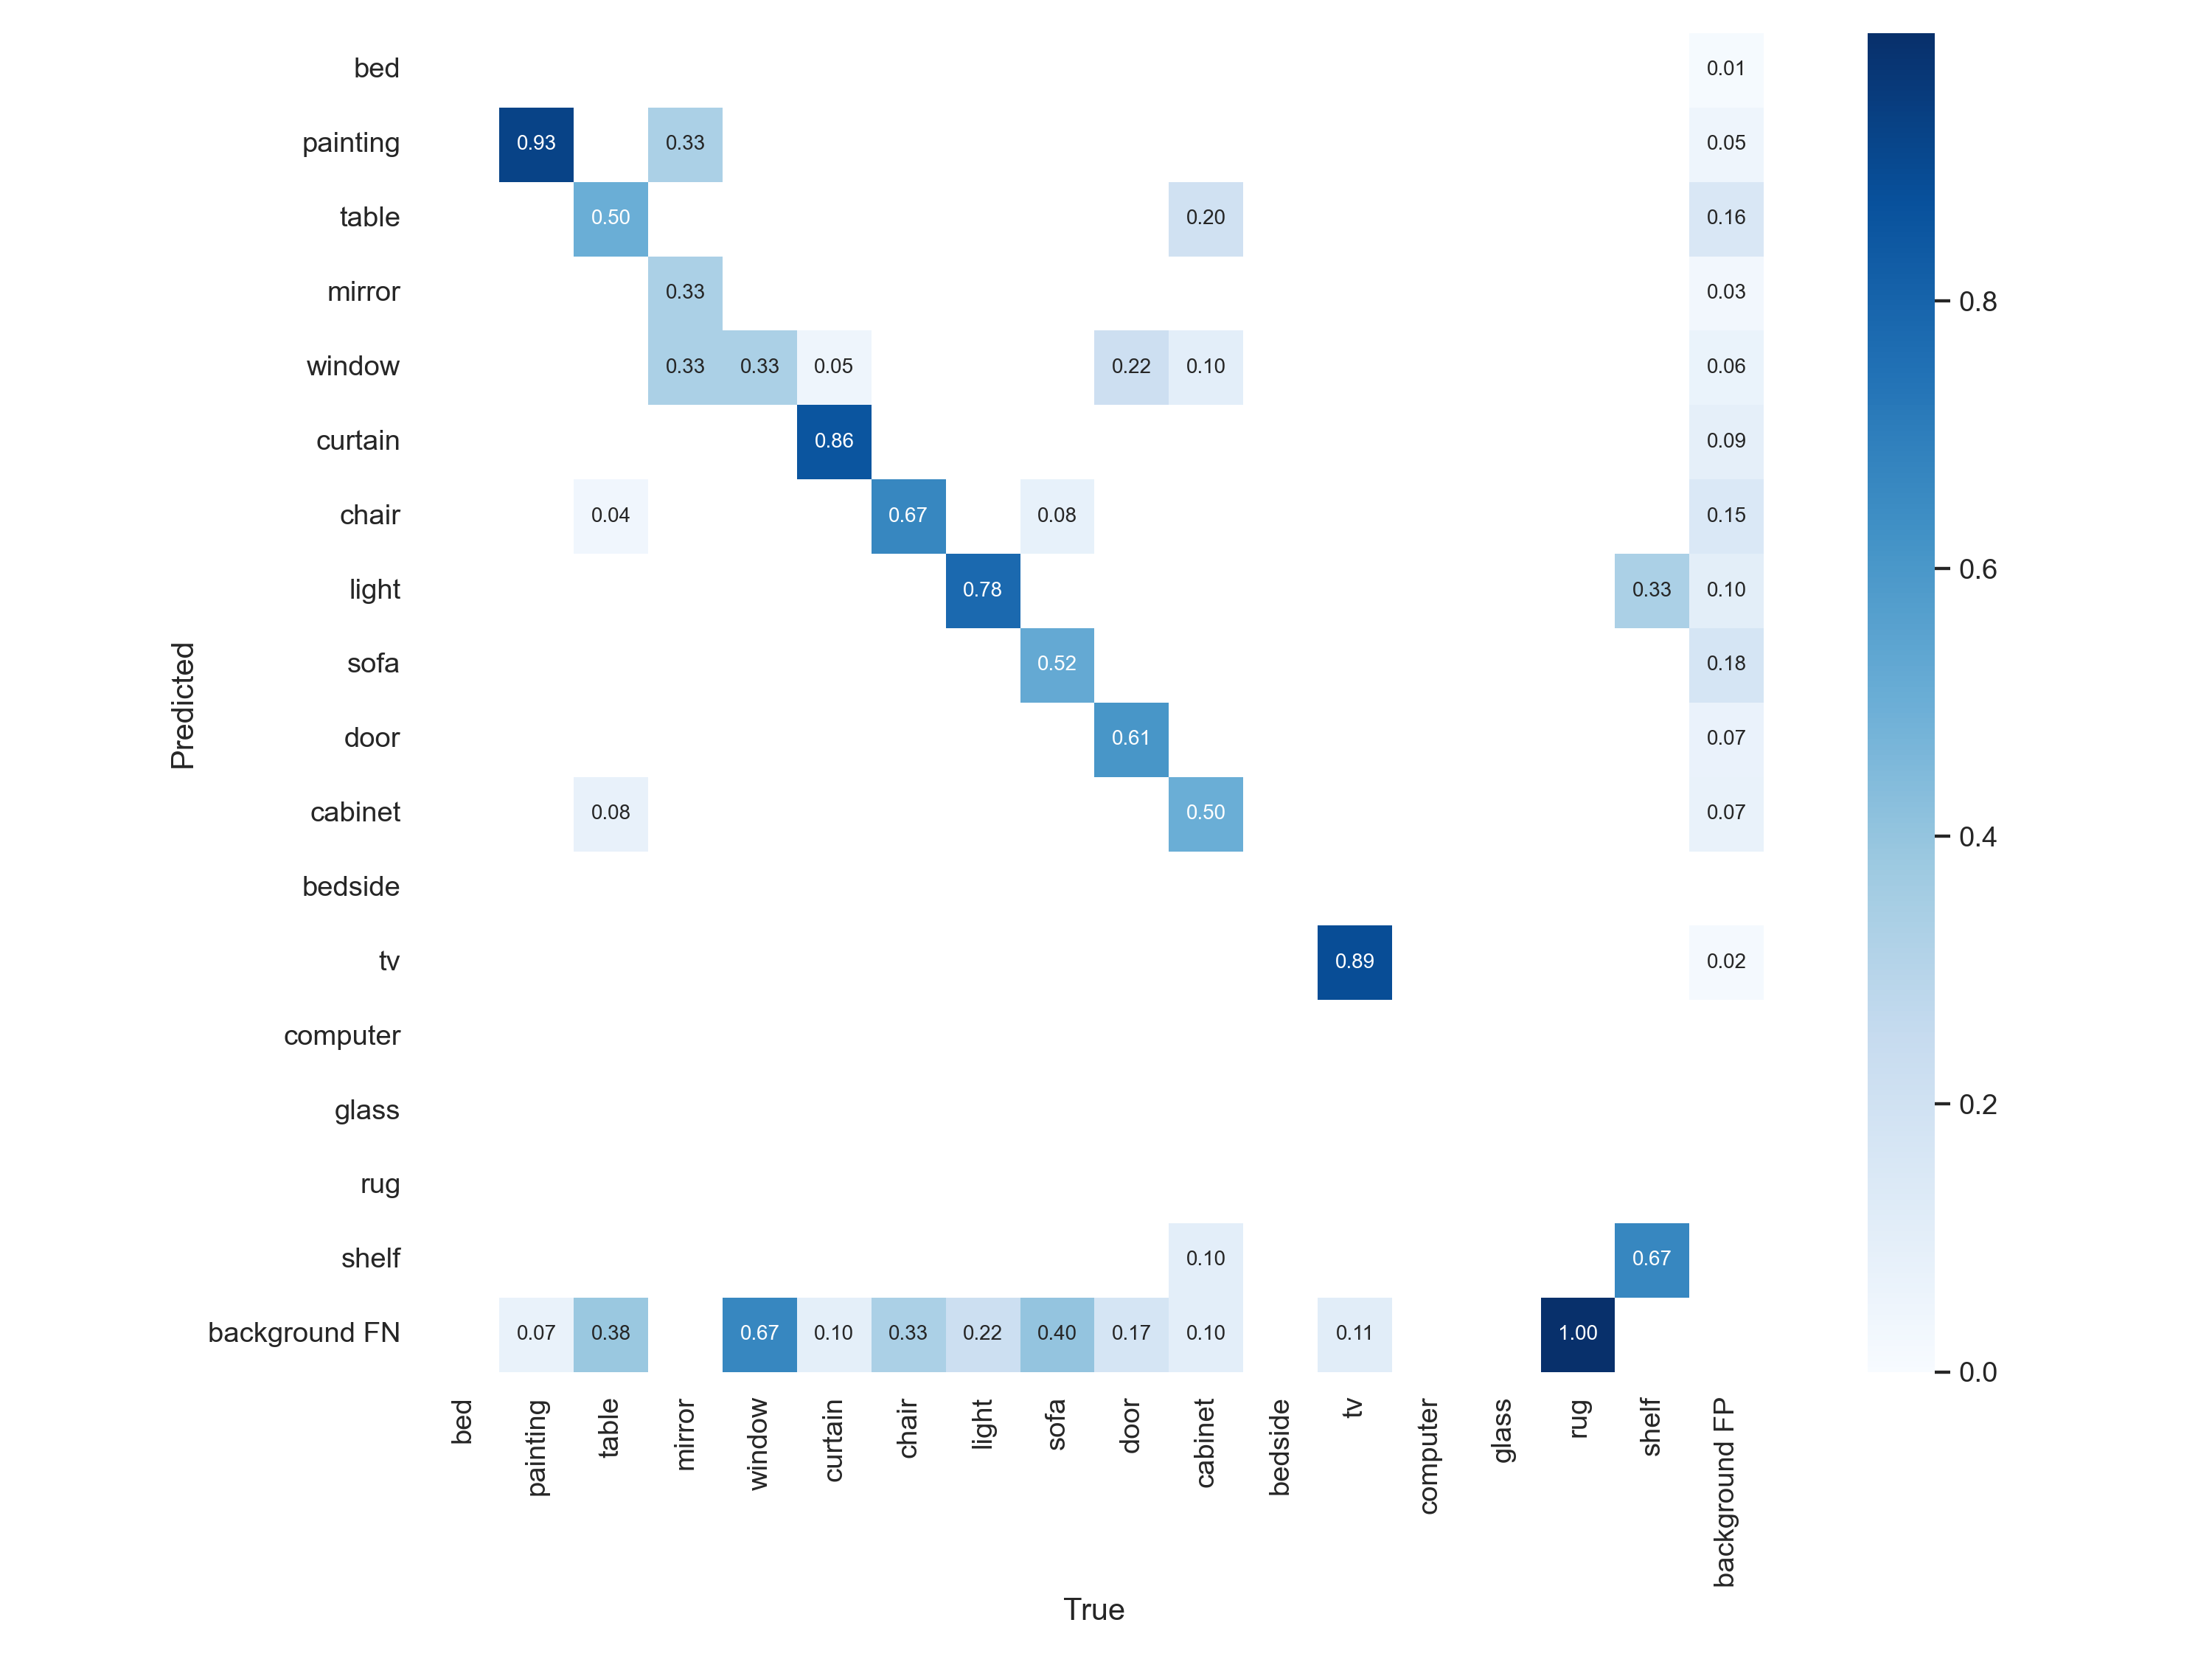 bed 0.01
painting 0.93 0.33 0.05
table 0.50 0.20 0.16
mirror 0.33 0.03
window 0.33 0.33 0.05 0.22 0.10 0.06
curtain 0.86 0.09
chair 0.04 0.67 0.08 0.15
light 0.78 0.33 0.10
sofa 0.52 0.18
door 0.61 0.07
cabinet 0.08 0.50 0.07
bedside
tv 0.89 0.02
computer
glass
rug
shelf 0.10 0.67
background FN 0.07 0.38 0.67 0.10 0.33 0.22 0.40 0.17 0.10 0.11 1.00
Predicted
bed painting table mirror window curtain chair light sofa door cabinet bedside tv computer glass rug shelf background FP
True
0.8
0.6
0.4
0.2
0.0